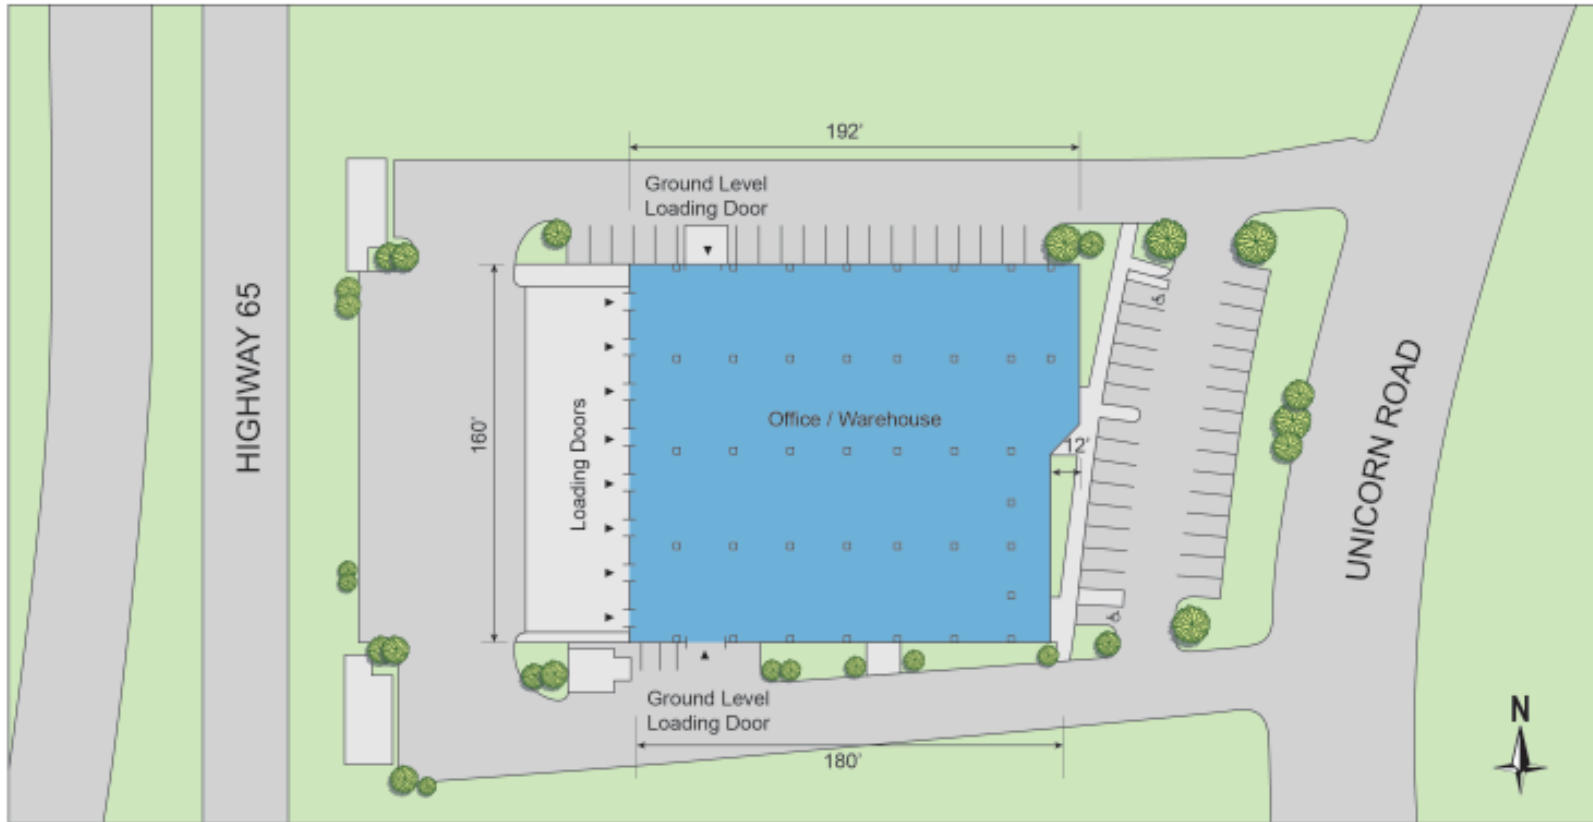 192'
Ground Level
Loading Door
HIGHWAY 65
160'
Loading Doors
Office / Warehouse
12'
UNICORN ROAD
Ground Level
Loading Door
180'
N